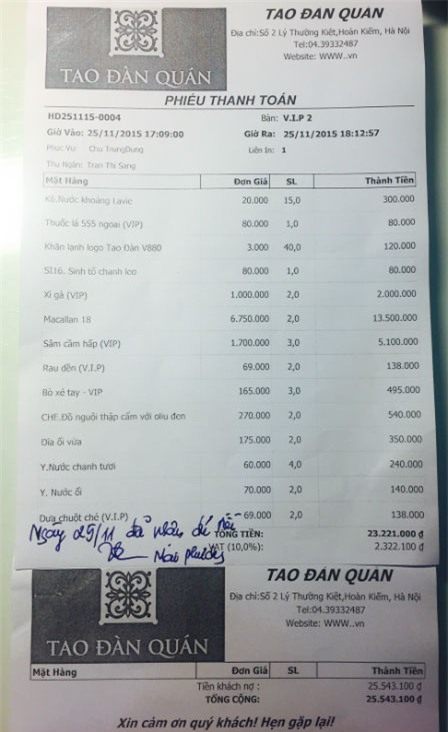 TAO ĐÀN QUÁN
TAO ĐÀN QUÁN
Địa chỉ:Số 2 Lý Thường Kiệt,Hoàn Kiếm, Hà Nội
Tel:04.39332487
Website: WWW..vn
PHIẾU THANH TOÁN
HD251115-0004 Bàn: V.I.P 2
Giờ Vào: 25/11/2015 17:09:00 Giờ Ra: 25/11/2015 18:12:57
Phục Vụ: Chu TrungDung Liên In: 1
Thu Ngân: Tran Thi Sang
Mặt Hàng Đơn Giá SL Thành Tiền
K6.Nước khoáng Lavie 20.000 15,0 300.000
Thuốc lá 555 ngoại (VIP) 80.000 1,0 80.000
Khăn lạnh logo Tao Đàn V880 3.000 40,0 120.000
SI16. Sinh tố chanh leo 80.000 1,0 80.000
Xì gà (VIP) 1.000.000 2,0 2.000.000
Macallan 18 6.750.000 2,0 13.500.000
Sâm cầm hấp (VIP) 1.700.000 3,0 5.100.000
Rau dền (V.I.P) 69.000 2,0 138.000
Bò xé tay - VIP 165.000 3,0 495.000
CHE.Đồ nguội thập cẩm với oliu đen 270.000 2,0 540.000
Dĩa ổi vừa 175.000 2,0 350.000
Y.Nước chanh tươi 60.000 4,0 240.000
Y. Nước ổi 70.000 2,0 140.000
Dưa chuột chẻ (V.I.P) 69.000 2,0 138.000
Ngày 25/11 đã nhận đủ
TỔNG TIỀN: 23.221.000 ₫
VAT (10,0%): 2.322.100 ₫
TAO ĐÀN QUÁN
TAO ĐÀN QUÁN
Địa chỉ:Số 2 Lý Thường Kiệt,Hoàn Kiếm, Hà Nội
Tel:04.39332487
Website: WWW..vn
Mặt Hàng Đơn Giá SL Thành Tiền
Tiền khách nợ : 25.543.100 ₫
TỔNG CỘNG: 25.543.100 ₫
Xin cảm ơn quý khách! Hẹn gặp lại!